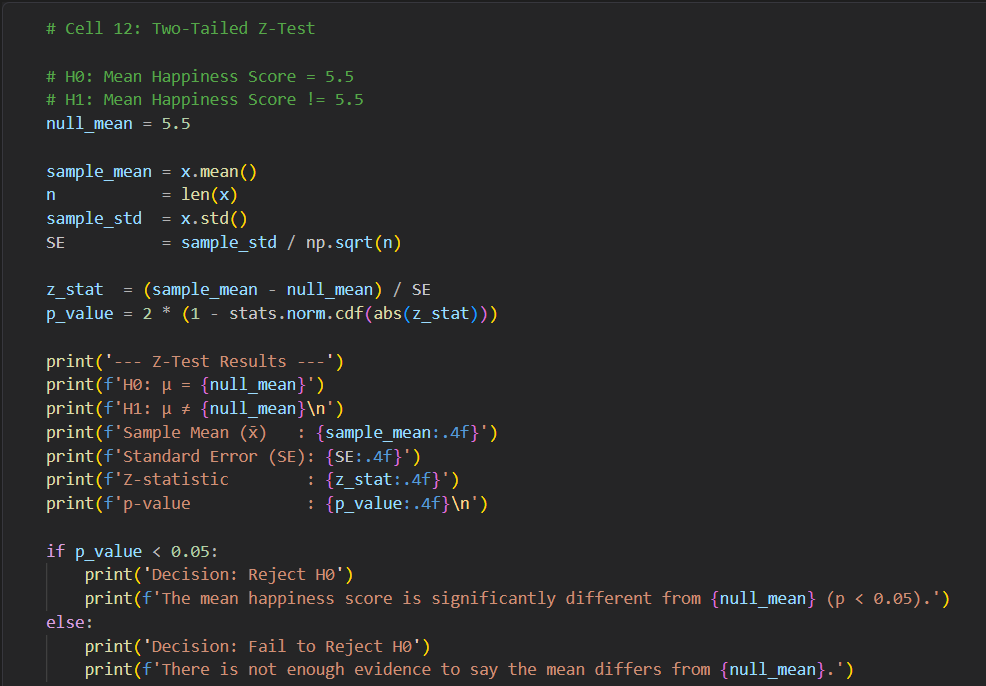 # Cell 12: Two-Tailed Z-Test
# H0: Mean Happiness Score = 5.5
# H1: Mean Happiness Score != 5.5
null_mean = 5.5
sample_mean = x.mean()
n           = len(x)
sample_std  = x.std()
SE          = sample_std / np.sqrt(n)
z_stat  = (sample_mean - null_mean) / SE
p_value = 2 * (1 - stats.norm.cdf(abs(z_stat)))
print('--- Z-Test Results ---')
print(f'H0: μ = {null_mean}')
print(f'H1: μ ≠ {null_mean}\n')
print(f'Sample Mean (x̄)   : {sample_mean:.4f}')
print(f'Standard Error (SE): {SE:.4f}')
print(f'Z-statistic        : {z_stat:.4f}')
print(f'p-value            : {p_value:.4f}\n')
if p_value < 0.05:
    print('Decision: Reject H0')
    print(f'The mean happiness score is significantly different from {null_mean} (p < 0.05).')
else:
    print('Decision: Fail to Reject H0')
    print(f'There is not enough evidence to say the mean differs from {null_mean}.')